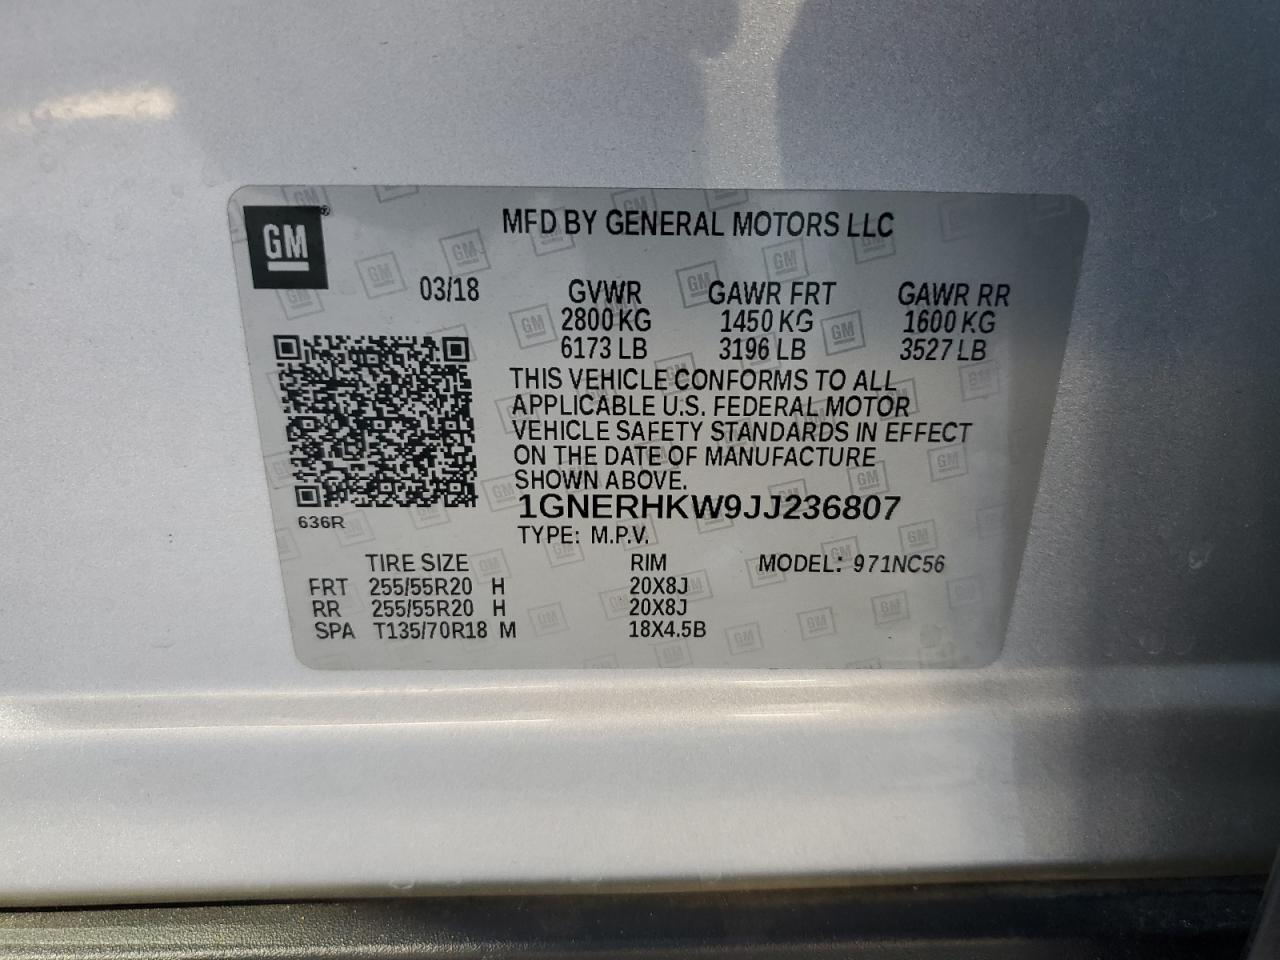 GM ®
MFD BY GENERAL MOTORS LLC
03/18 GVWR GAWR FRT GAWR RR
2800 KG 1450 KG 1600 KG
6173 LB 3196 LB 3527 LB
THIS VEHICLE CONFORMS TO ALL
APPLICABLE U.S. FEDERAL MOTOR
VEHICLE SAFETY STANDARDS IN EFFECT
ON THE DATE OF MANUFACTURE
SHOWN ABOVE.
1GNERHKW9JJ236807
636R
TYPE: M.P.V.
TIRE SIZE RIM MODEL: 971NC56
FRT 255/55R20 H 20X8J
RR 255/55R20 H 20X8J
SPA T135/70R18 M 18X4.5B